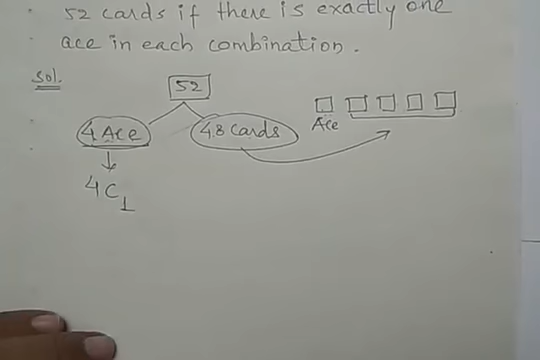 52 cards if there is exactly one
ace in each combination.
Sol.
52
4 Ace
48 Cards
Ace
4C1